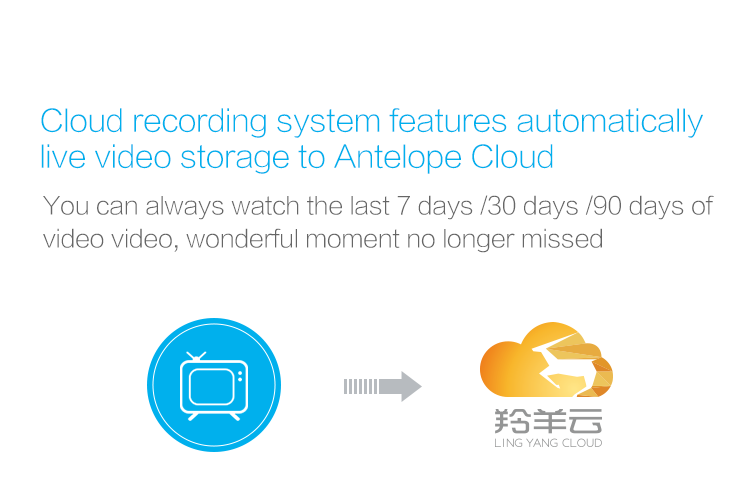 Cloud recording system features automatically
live video storage to Antelope Cloud
You can always watch the last 7 days /30 days /90 days of
video video, wonderful moment no longer missed
羚羊云
LING YANG CLOUD